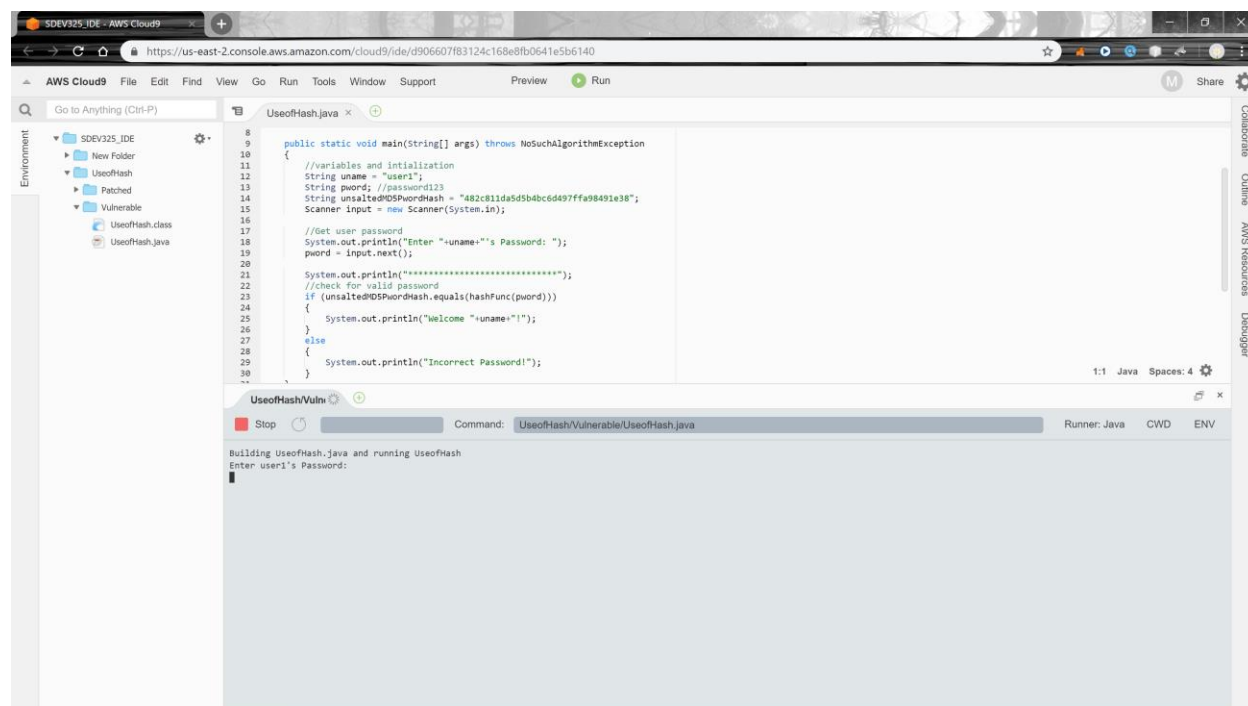 SDEV325_IDE - AWS Cloud9
https://us-east-2.console.aws.amazon.com/cloud9/ide/d906607f83124c168e8fb0641e5b6140
AWS Cloud9 File Edit Find View Go Run Tools Window Support Preview Run M Share
Go to Anything (Ctrl-P)
UseofHash.java
Environment
SDEV325_IDE
New Folder
UseofHash
Patched
Vulnerable
UseofHash.class
UseofHash.java
8
9 public static void main(String[] args) throws NoSuchAlgorithmException
10 {
11 //variables and intialization
12 String uname = "user1";
13 String pword; //password123
14 String unsaltedMD5PwordHash = "482c811da5d5b4bc6d497ffa98491e38";
15 Scanner input = new Scanner(System.in);
16
17 //Get user password
18 System.out.println("Enter "+uname+"'s Password: ");
19 pword = input.next();
20
21 System.out.println("*****************************");
22 //check for valid password
23 if (unsaltedMD5PwordHash.equals(hashFunc(pword)))
24 {
25 System.out.println("Welcome "+uname+"!");
26 }
27 else
28 {
29 System.out.println("Incorrect Password!");
30 }
1:1 Java Spaces: 4
Collaborate
Outline
AWS Resources
Debugger
UseofHash/Vuln
Stop Command: UseofHash/Vulnerable/UseofHash.java Runner: Java CWD ENV
Building UseofHash.java and running UseofHash
Enter user1's Password: